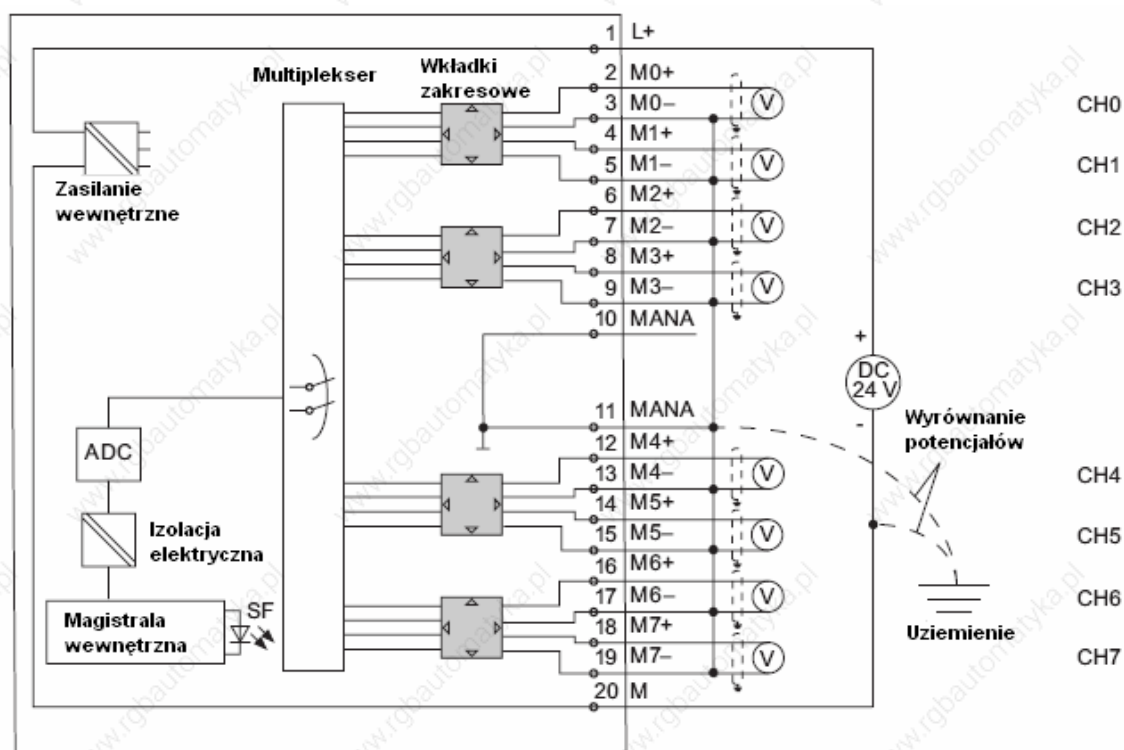 1 L+
2 M0+
3 M0–
4 M1+
5 M1–
6 M2+
7 M2–
8 M3+
9 M3–
10 MANA
11 MANA
12 M4+
13 M4–
14 M5+
15 M5–
16 M6+
17 M6–
18 M7+
19 M7–
20 M
Multiplekser
Wkładki
zakresowe
Zasilanie
wewnętrzne
ADC
Izolacja
elektryczna
Magistrala
wewnętrzna
SF
V
V
V
V
V
V
V
V
+
DC
24 V
-
Wyrównanie
potencjałów
Uziemienie
CH0
CH1
CH2
CH3
CH4
CH5
CH6
CH7
www.rgbautomatyka.pl